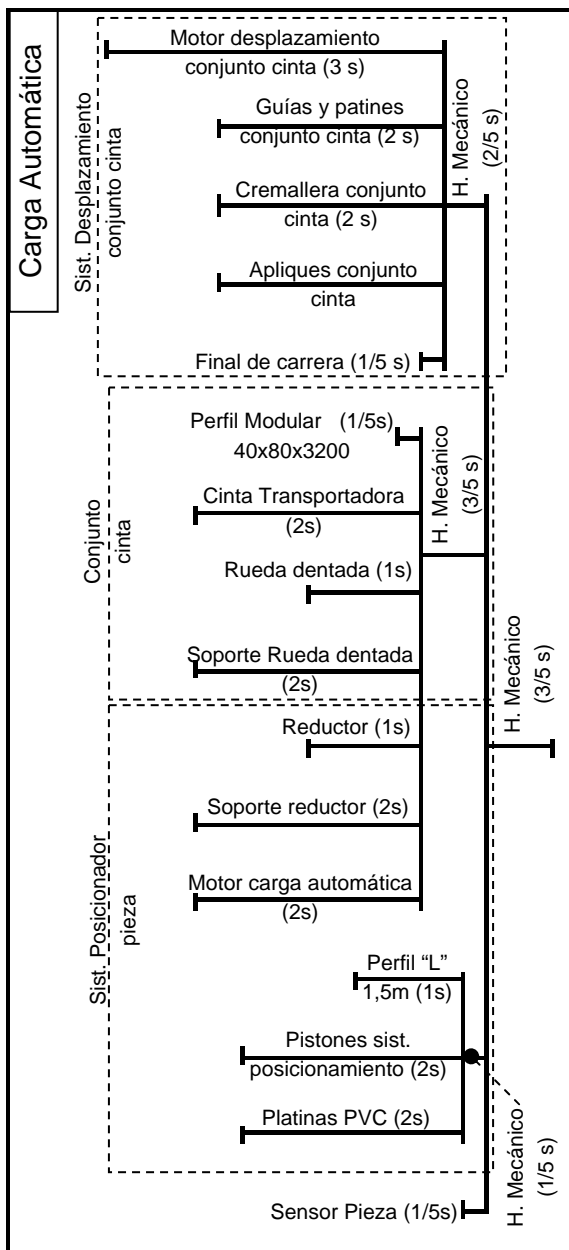 Carga Automática
Sist. Desplazamiento
conjunto cinta
Motor desplazamiento
conjunto cinta (3 s)
Guías y patines
conjunto cinta (2 s)
Cremallera conjunto
cinta (2 s)
Apliques conjunto
cinta
Final de carrera (1/5 s)
H. Mecánico
(2/5 s)
Conjunto
cinta
Perfil Modular (1/5s)
40x80x3200
Cinta Transportadora
(2s)
Rueda dentada (1s)
Soporte Rueda dentada
(2s)
H. Mecánico
(3/5 s)
H. Mecánico
(3/5 s)
Sist. Posicionador
pieza
Reductor (1s)
Soporte reductor (2s)
Motor carga automática
(2s)
Perfil “L”
1,5m (1s)
Pistones sist.
posicionamiento (2s)
Platinas PVC (2s)
H. Mecánico
(1/5 s)
Sensor Pieza (1/5s)